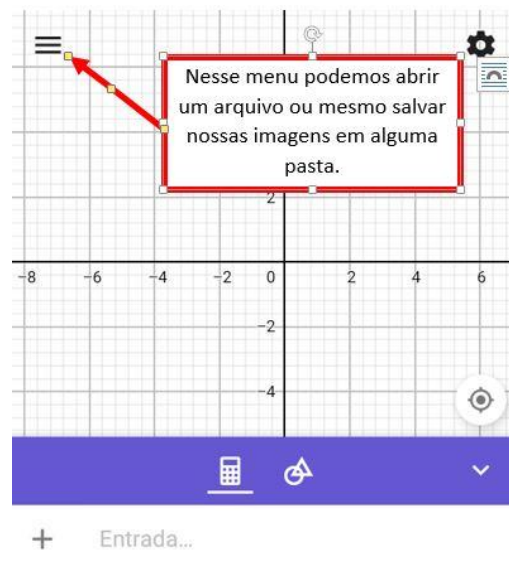 Nesse menu podemos abrir
um arquivo ou mesmo salvar
nossas imagens em alguma
pasta.
2
−8 −6 −4 −2 0 2 4 6
−2
−4
Entrada...